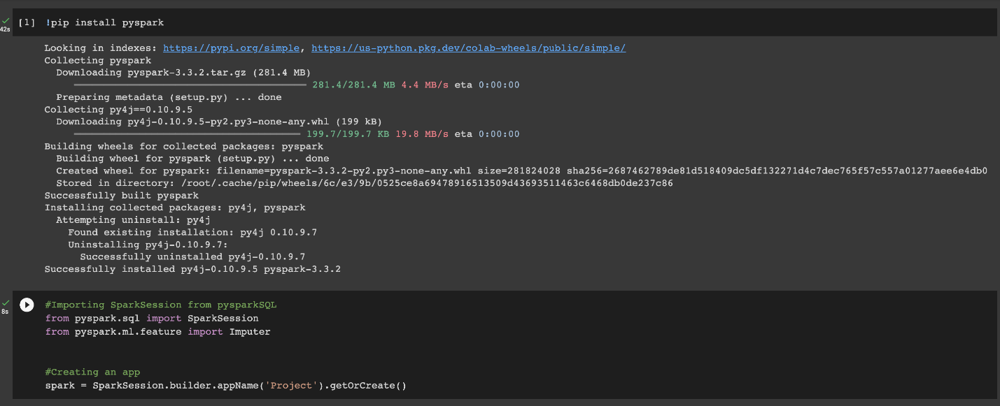 [1] !pip install pyspark
42s
Looking in indexes: https://pypi.org/simple, https://us-python.pkg.dev/colab-wheels/public/simple/
Collecting pyspark
Downloading pyspark-3.3.2.tar.gz (281.4 MB)
281.4/281.4 MB 4.4 MB/s eta 0:00:00
Preparing metadata (setup.py) ... done
Collecting py4j==0.10.9.5
Downloading py4j-0.10.9.5-py2.py3-none-any.whl (199 kB)
199.7/199.7 KB 19.8 MB/s eta 0:00:00
Building wheels for collected packages: pyspark
Building wheel for pyspark (setup.py) ... done
Created wheel for pyspark: filename=pyspark-3.3.2-py2.py3-none-any.whl size=281824028 sha256=2687462789de81d518409dc5df132271d4c7dec765f57c557a01277aee6e4db0
Stored in directory: /root/.cache/pip/wheels/6c/e3/9b/0525ce8a69478916513509d43693511463c6468db0de237c86
Successfully built pyspark
Installing collected packages: py4j, pyspark
Attempting uninstall: py4j
Found existing installation: py4j 0.10.9.7
Uninstalling py4j-0.10.9.7:
Successfully uninstalled py4j-0.10.9.7
Successfully installed py4j-0.10.9.5 pyspark-3.3.2
8s
#Importing SparkSession from pysparkSQL
from pyspark.sql import SparkSession
from pyspark.ml.feature import Imputer
#Creating an app
spark = SparkSession.builder.appName('Project').getOrCreate()